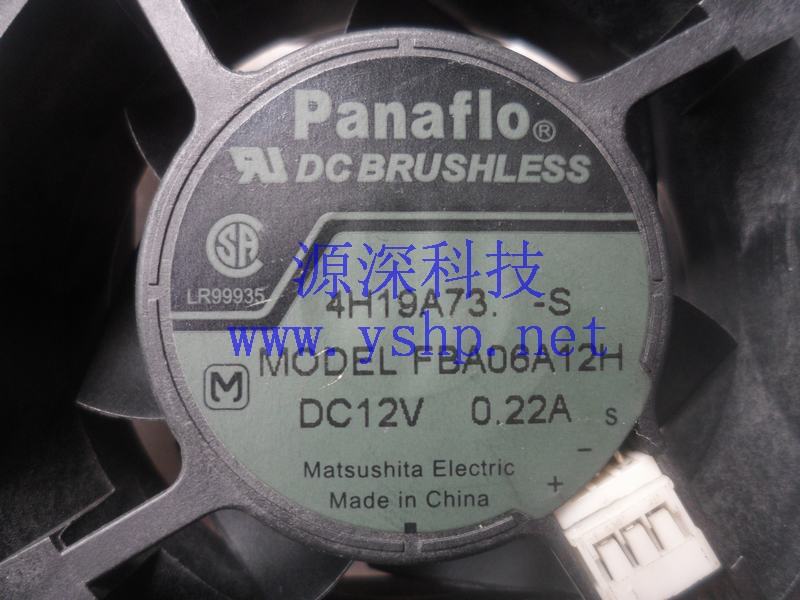 Panaflo®
DC BRUSHLESS
LR99935
源深科技
4H19A73. -S
www.yshp.net
MODEL FBA06A12H
M
DC12V 0.22A S
Matsushita Electric
Made in China
- +